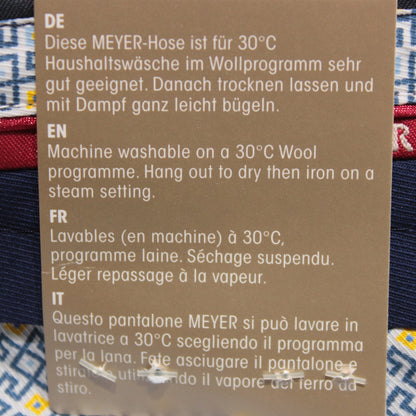 DE
Diese MEYER-Hose ist für 30°C
Haushaltswäsche im Wollprogramm sehr
gut geeignet. Danach trocknen lassen und
mit Dampf ganz leicht bügeln.
EN
Machine washable on a 30°C Wool
programme. Hang out to dry then iron on a
steam setting.
FR
Lavables (en machine) à 30°C,
programme laine. Séchage suspendu.
Léger repassage à la vapeur.
IT
Questo pantalone MEYER si può lavare in
lavatrice a 30°C scegliendo il programma
per la lana. Fate asciugare il pantalone e
stirate utilizzando il vapore del ferro da
stiro.
R